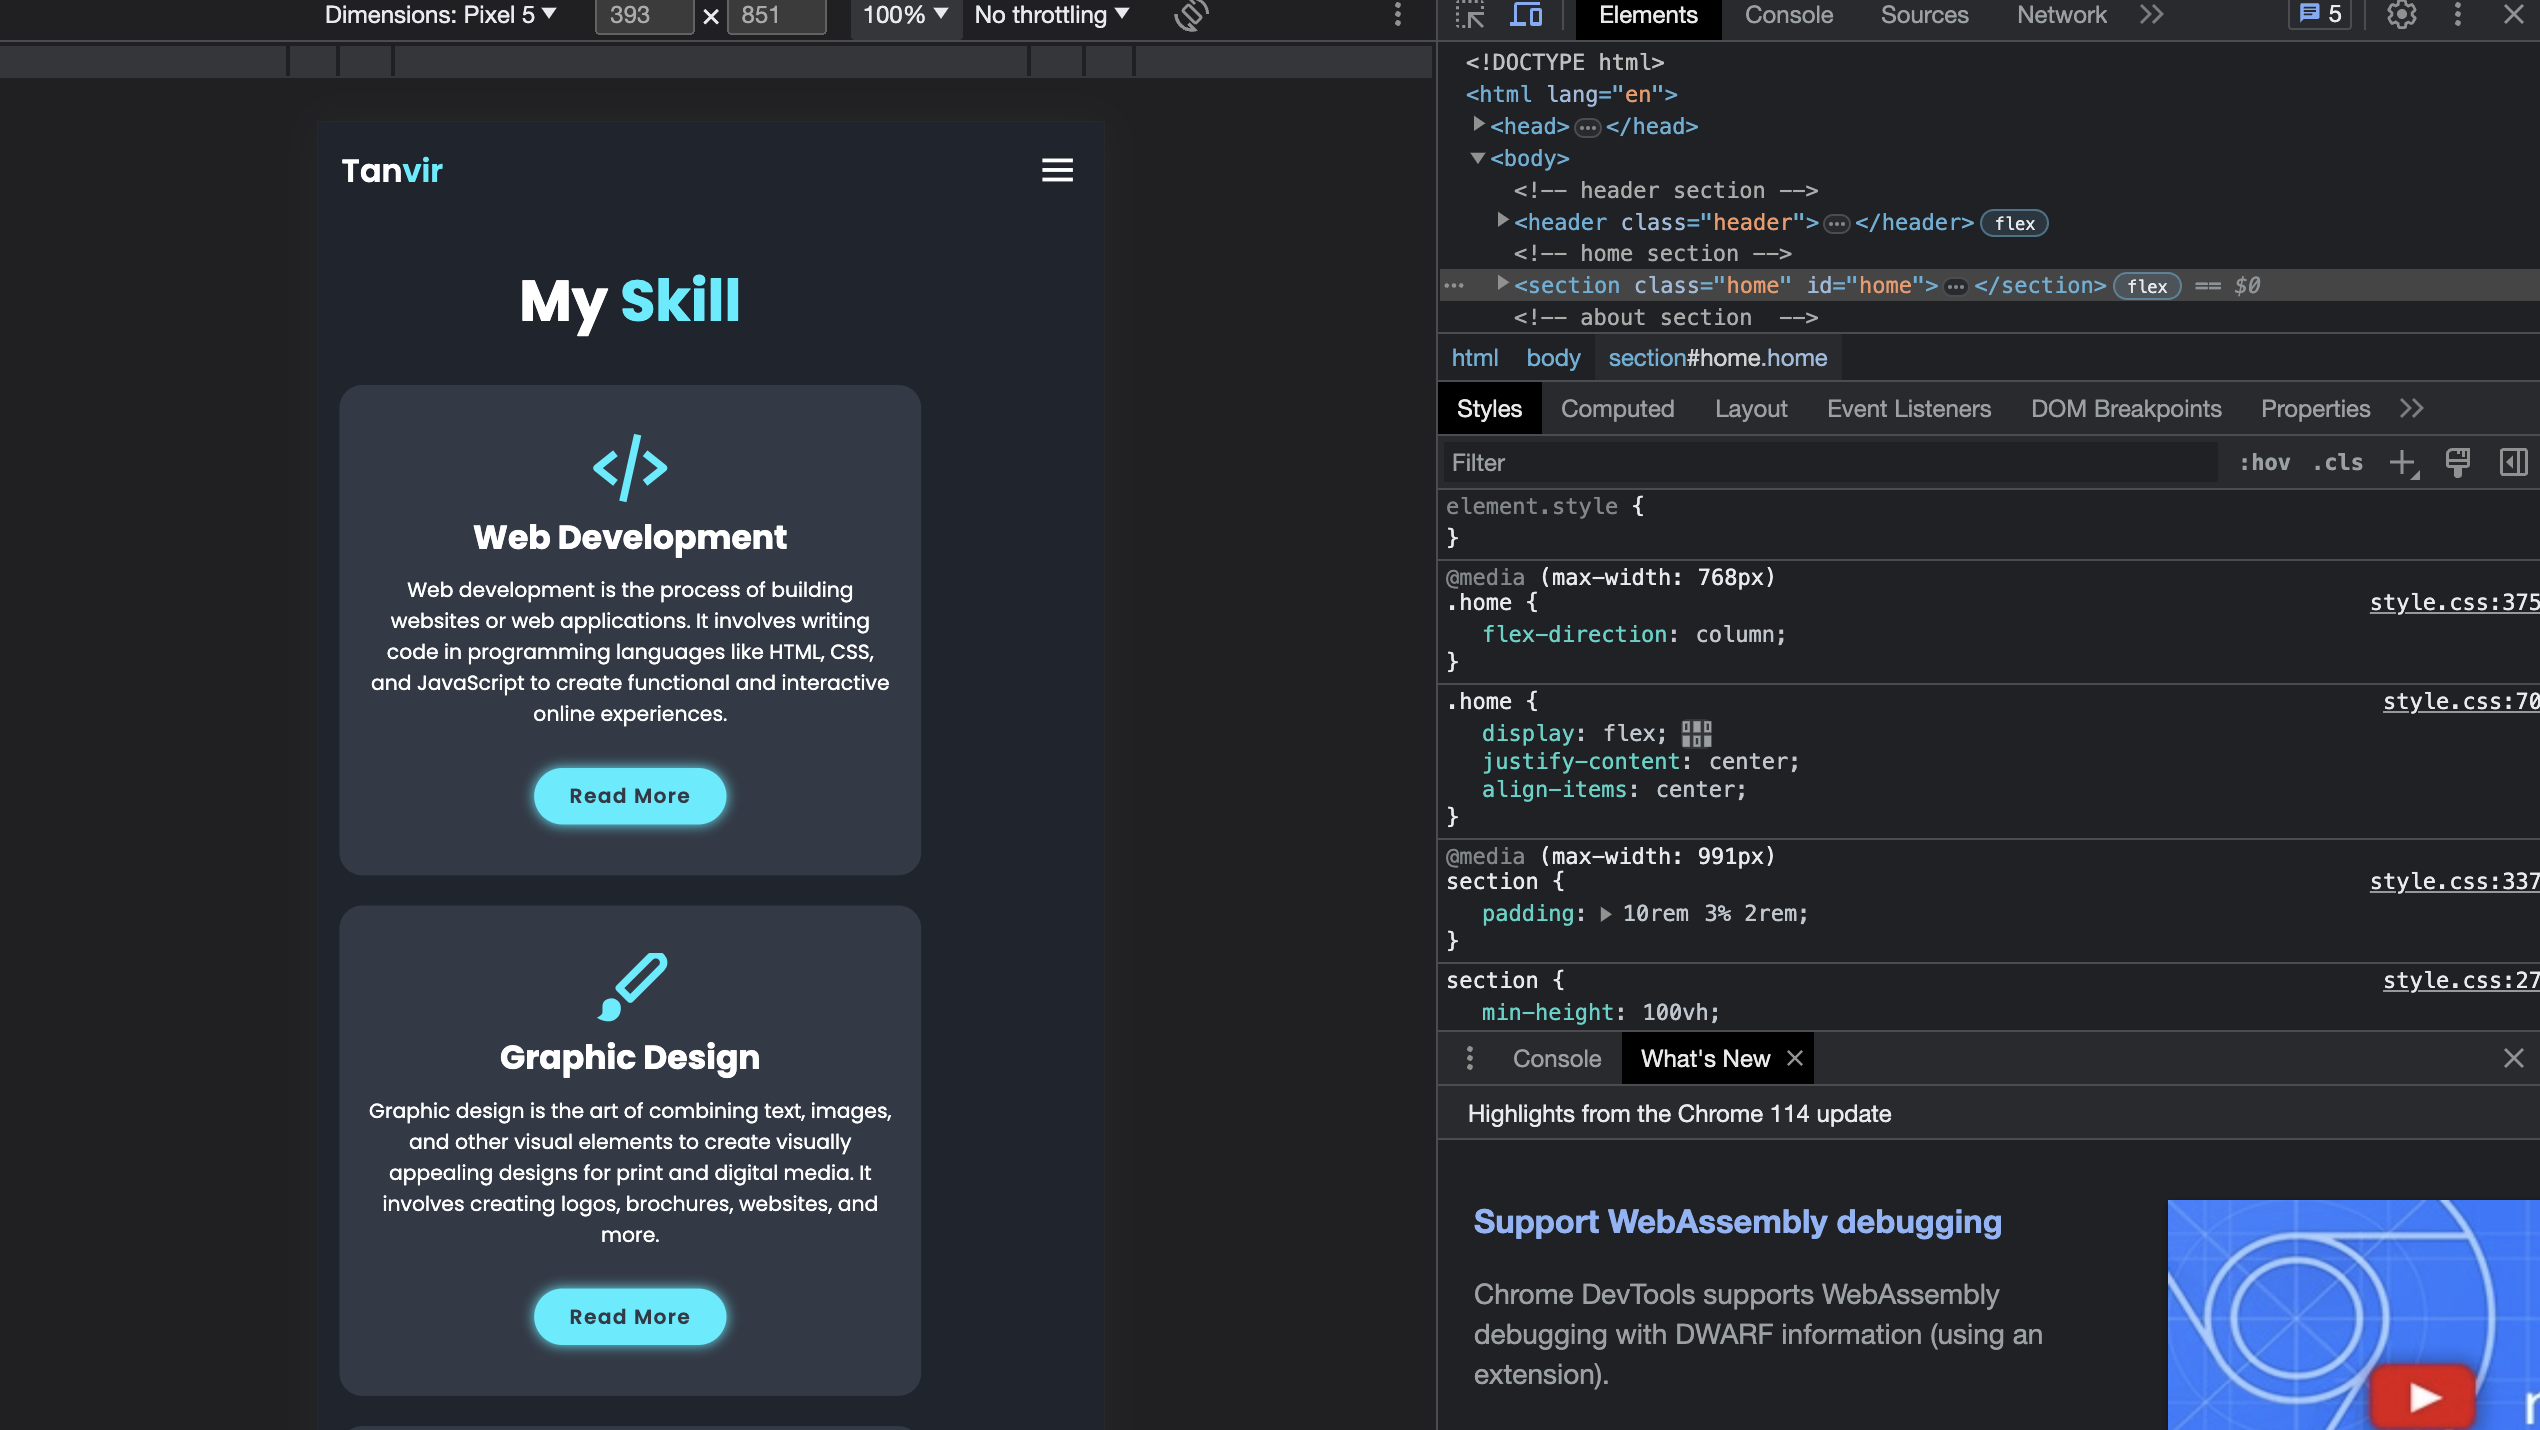 Dimensions: Pixel 5 393 × 851 100% No throttling
Tanvir
My Skill
Web Development
Web development is the process of building
websites or web applications. It involves writing
code in programming languages like HTML, CSS,
and JavaScript to create functional and interactive
online experiences.
Read More
Graphic Design
Graphic design is the art of combining text, images,
and other visual elements to create visually
appealing designs for print and digital media. It
involves creating logos, brochures, websites, and
more.
Read More
Elements Console Sources Network 5
<!DOCTYPE html>
<html lang="en">
<head> … </head>
<body>
<!-- header section -->
<header class="header"> … </header> flex
<!-- home section -->
<section class="home" id="home"> … </section> flex == $0
<!-- about section  -->
html body section#home.home
Styles Computed Layout Event Listeners DOM Breakpoints Properties
Filter :hov .cls
element.style {
}
@media (max-width: 768px)
.home { style.css:375
flex-direction: column;
}
.home { style.css:70
display: flex;
justify-content: center;
align-items: center;
}
@media (max-width: 991px)
section { style.css:337
padding: 10rem 3% 2rem;
}
section { style.css:27
min-height: 100vh;
Console What's New
Highlights from the Chrome 114 update
Support WebAssembly debugging
Chrome DevTools supports WebAssembly
debugging with DWARF information (using an
extension).